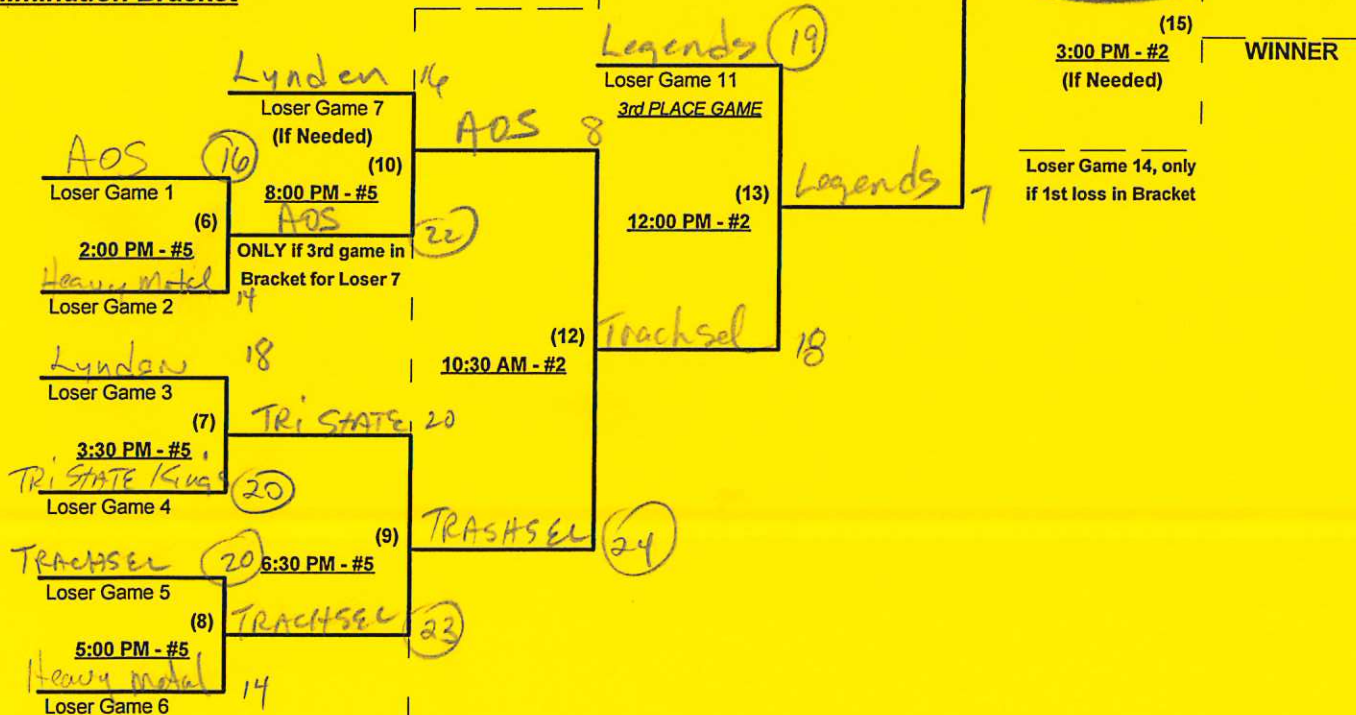 Elimination Bracket
(15)
3:00 PM - #2
(If Needed)
WINNER
Loser Game 14, only
if 1st loss in Bracket
Legends 19
Loser Game 11
3rd PLACE GAME
(13)
12:00 PM - #2
Legends 7
Lynden 16
Loser Game 7
(If Needed)
(10)
8:00 PM - #5
AOS 22
ONLY if 3rd game in
Bracket for Loser 7
AOS 8
AOS 16
Loser Game 1
(6)
2:00 PM - #5
Heavy Metal 14
Loser Game 2
(12)
10:30 AM - #2
Trachsel 18
Lynden 18
Loser Game 3
(7)
3:30 PM - #5
TRi STATE 20
TRi STATE Kings 20
Loser Game 4
(9)
6:30 PM - #5
TRASHSEL 24
TRACHSEL 20
Loser Game 5
(8)
5:00 PM - #5
TRACHSEL 23
Heavy Metal 14
Loser Game 6